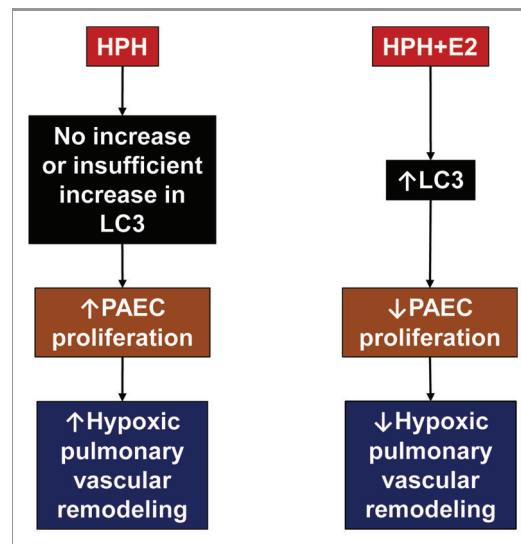 HPH
No increase
or insufficient
increase in
LC3
↑PAEC
proliferation
↑Hypoxic
pulmonary
vascular
remodeling
HPH+E2
↑LC3
↓PAEC
proliferation
↓Hypoxic
pulmonary
vascular
remodeling